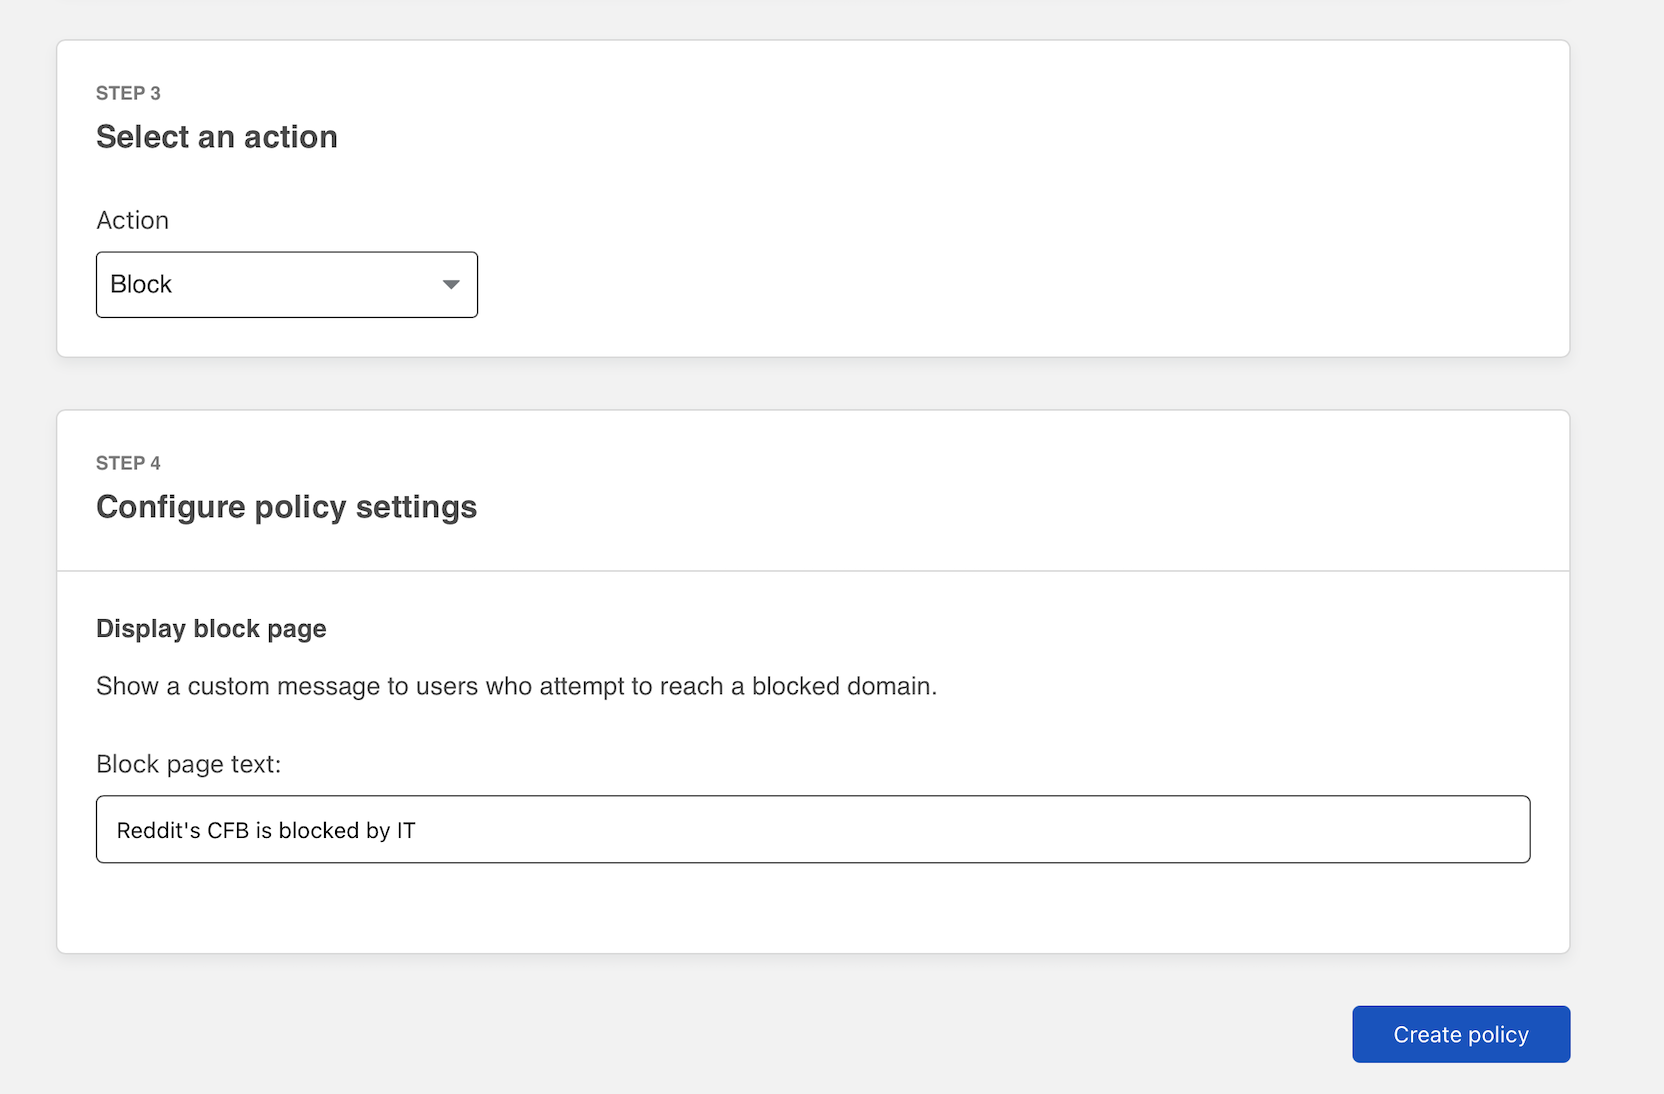 STEP 3
Select an action
Action
Block
STEP 4
Configure policy settings
Display block page
Show a custom message to users who attempt to reach a blocked domain.
Block page text:
Reddit's CFB is blocked by IT
Create policy